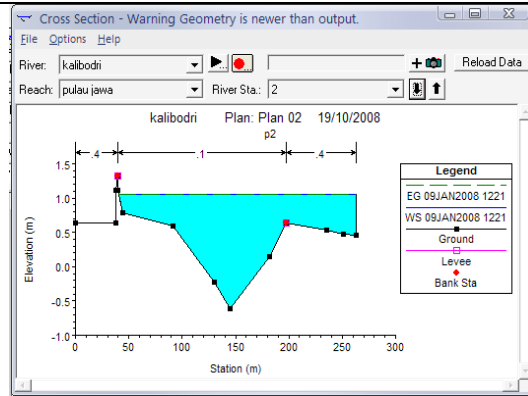 Cross Section - Warning Geometry is newer than output.
File Options Help
River: kalibodri Reload Data
Reach: pulau jawa River Sta.: 2
kalibodri Plan: Plan 02 19/10/2008
p2
.4 .1 .4
Legend
EG 09JAN2008 1221
WS 09JAN2008 1221
Ground
Levee
Bank Sta
1.5
1.0
0.5
0.0
-0.5
-1.0
Elevation (m)
0 50 100 150 200 250 300
Station (m)